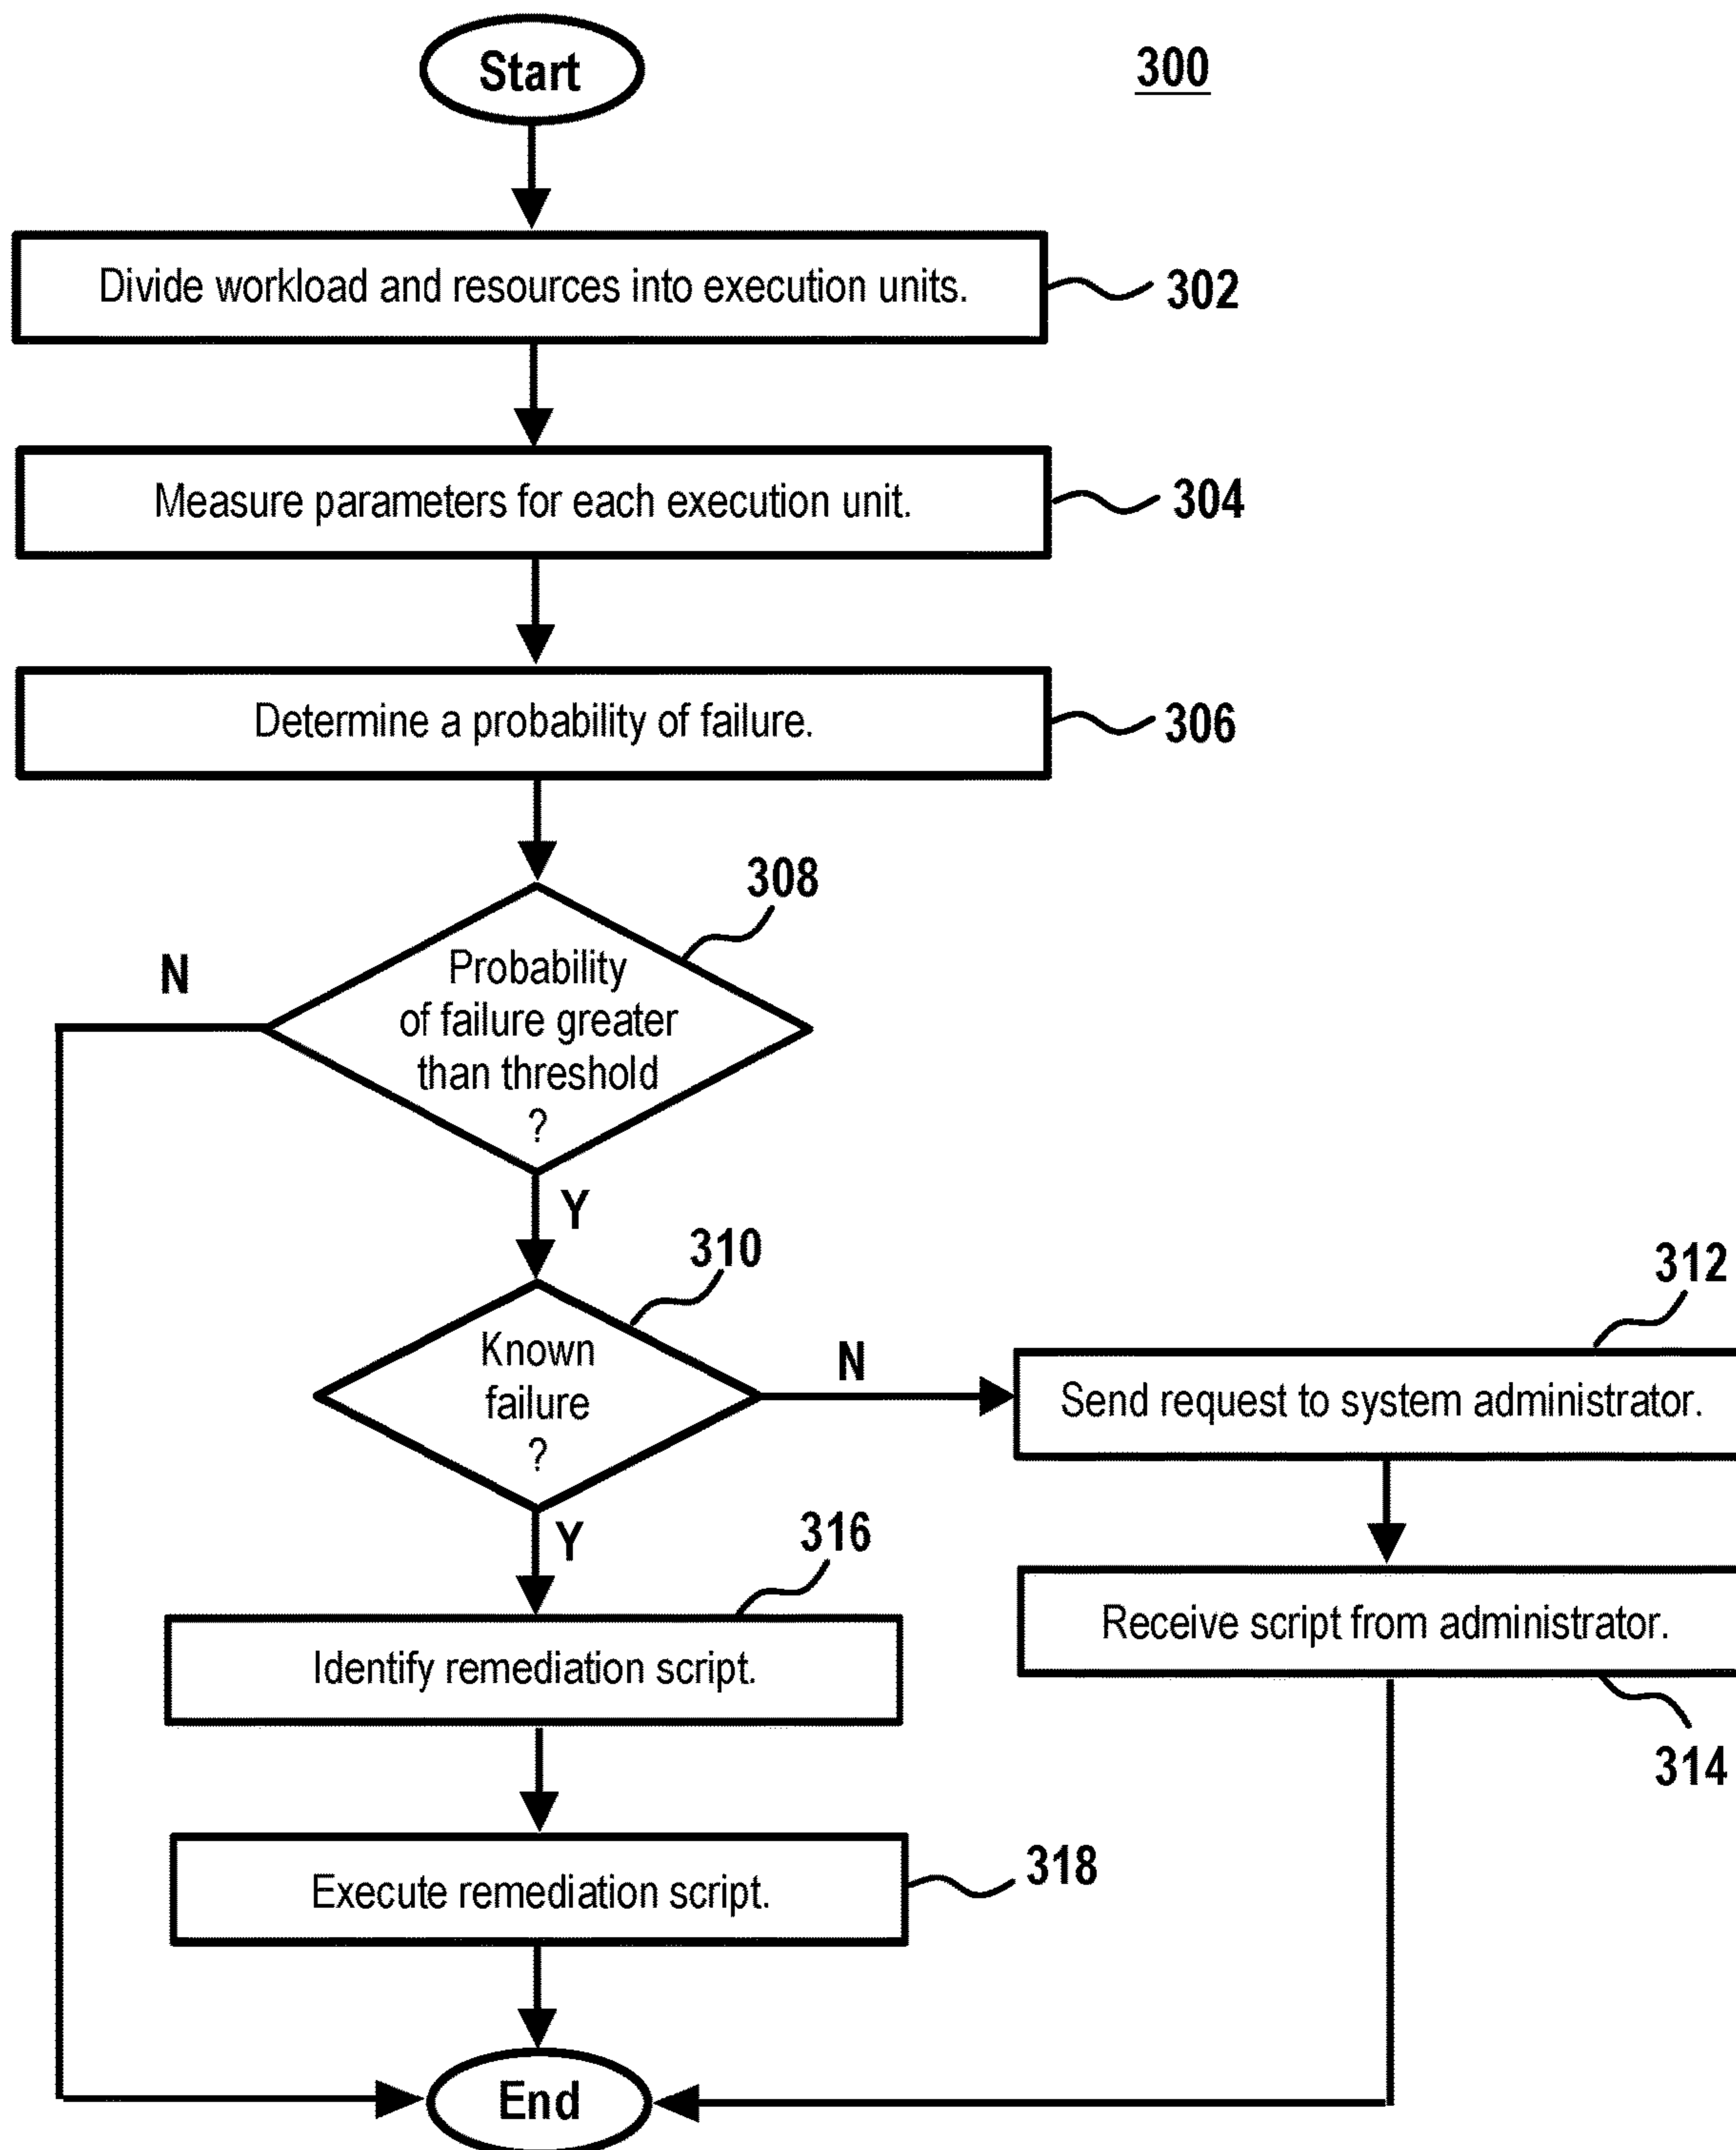 Start
300
Divide workload and resources into execution units.
302
Measure parameters for each execution unit.
304
Determine a probability of failure.
306
308
N
Probability
of failure greater
than threshold
?
Y
310
312
Known
failure
?
N
Send request to system administrator.
Y
316
Receive script from administrator.
314
Identify remediation script.
Execute remediation script.
318
End